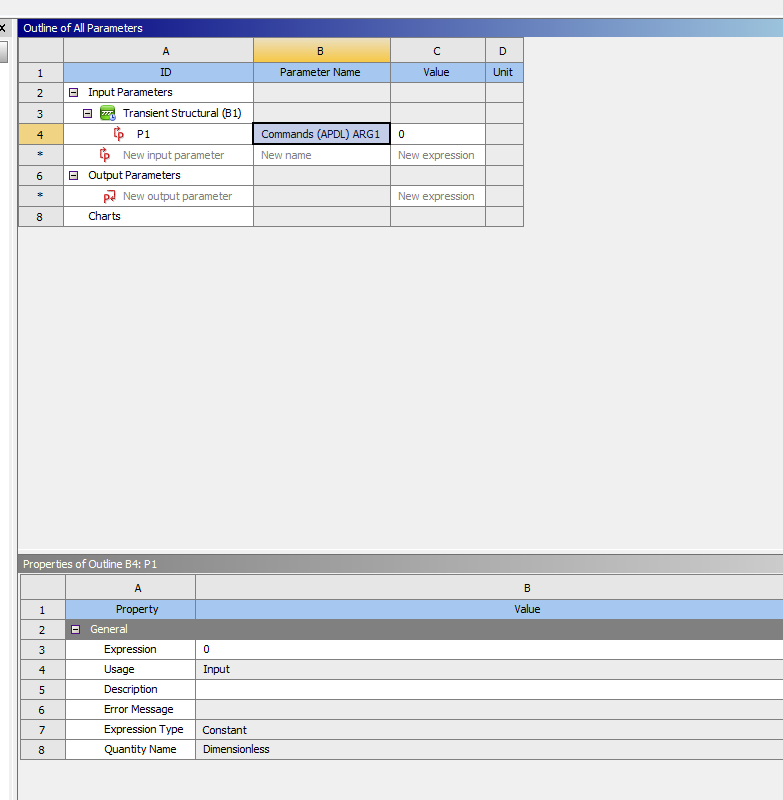 Outline of All Parameters
A B C D
1 ID Parameter Name Value Unit
2 Input Parameters
3 Transient Structural (B1)
4 P1 Commands (APDL) ARG1 0
* New input parameter New name New expression
6 Output Parameters
* New output parameter New expression
8 Charts
Properties of Outline B4: P1
A B
1 Property Value
2 General
3 Expression 0
4 Usage Input
5 Description
6 Error Message
7 Expression Type Constant
8 Quantity Name Dimensionless